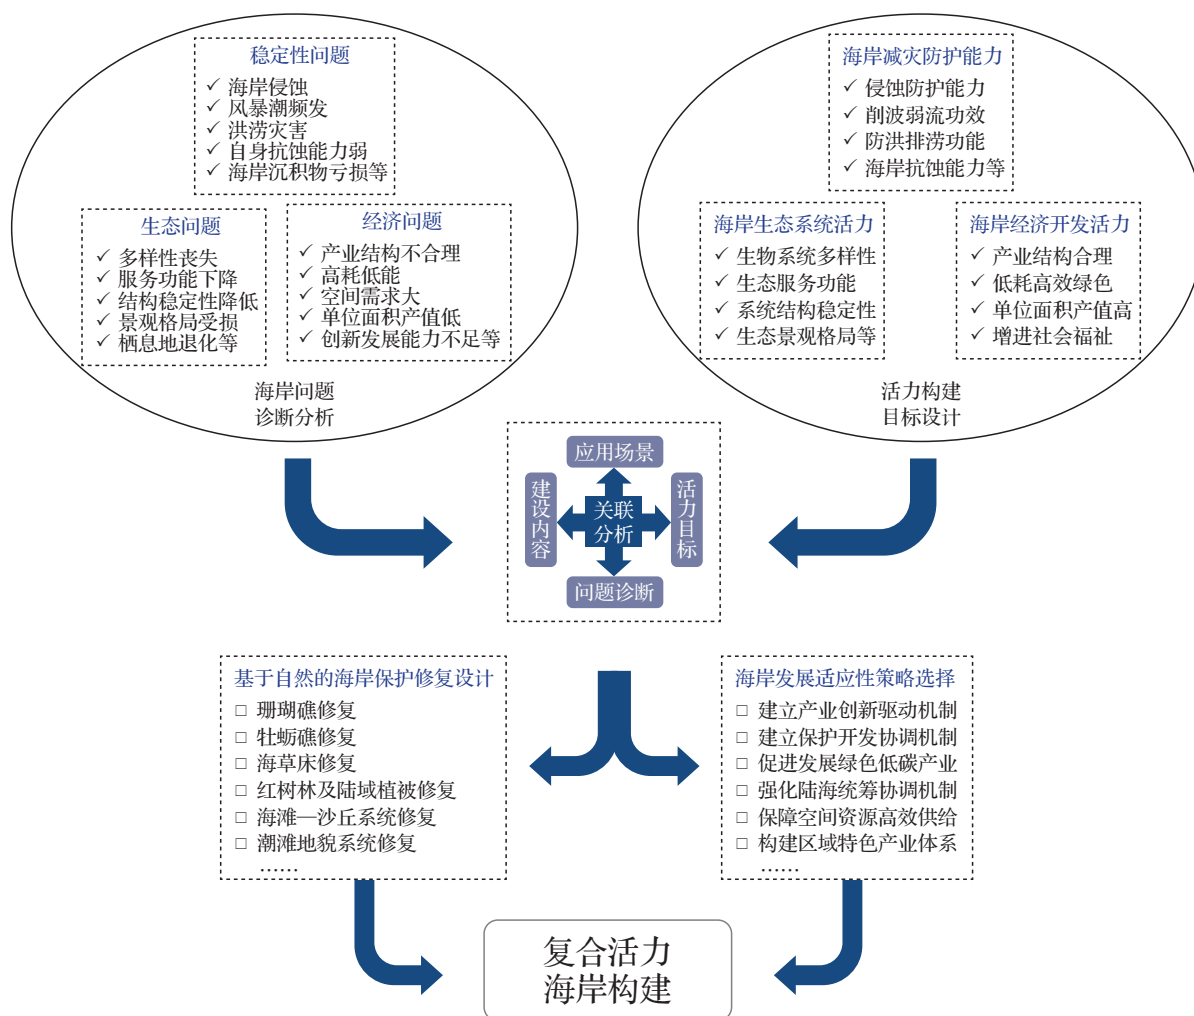 稳定性问题
✓ 海岸侵蚀
✓ 风暴潮频发
✓ 洪涝灾害
✓ 自身抗蚀能力弱
✓ 海岸沉积物亏损等
生态问题
✓ 多样性丧失
✓ 服务功能下降
✓ 结构稳定性降低
✓ 景观格局受损
✓ 栖息地退化等
经济问题
✓ 产业结构不合理
✓ 高耗低能
✓ 空间需求大
✓ 单位面积产值低
✓ 创新发展能力不足等
海岸问题
诊断分析
海岸减灾防护能力
✓ 侵蚀防护能力
✓ 削波弱流功效
✓ 防洪排涝功能
✓ 海岸抗蚀能力等
海岸生态系统活力
✓ 生物系统多样性
✓ 生态服务功能
✓ 系统结构稳定性
✓ 生态景观格局等
海岸经济开发活力
✓ 产业结构合理
✓ 低耗高效绿色
✓ 单位面积产值高
✓ 增进社会福祉
活力构建
目标设计
应用场景
建设内容
关联
分析
活力目标
问题诊断
基于自然的海岸保护修复设计
□ 珊瑚礁修复
□ 牡蛎礁修复
□ 海草床修复
□ 红树林及陆域植被修复
□ 海滩—沙丘系统修复
□ 潮滩地貌系统修复
……
海岸发展适应性策略选择
□ 建立产业创新驱动机制
□ 建立保护开发协调机制
□ 促进发展绿色低碳产业
□ 强化陆海统筹协调机制
□ 保障空间资源高效供给
□ 构建区域特色产业体系
……
复合活力
海岸构建